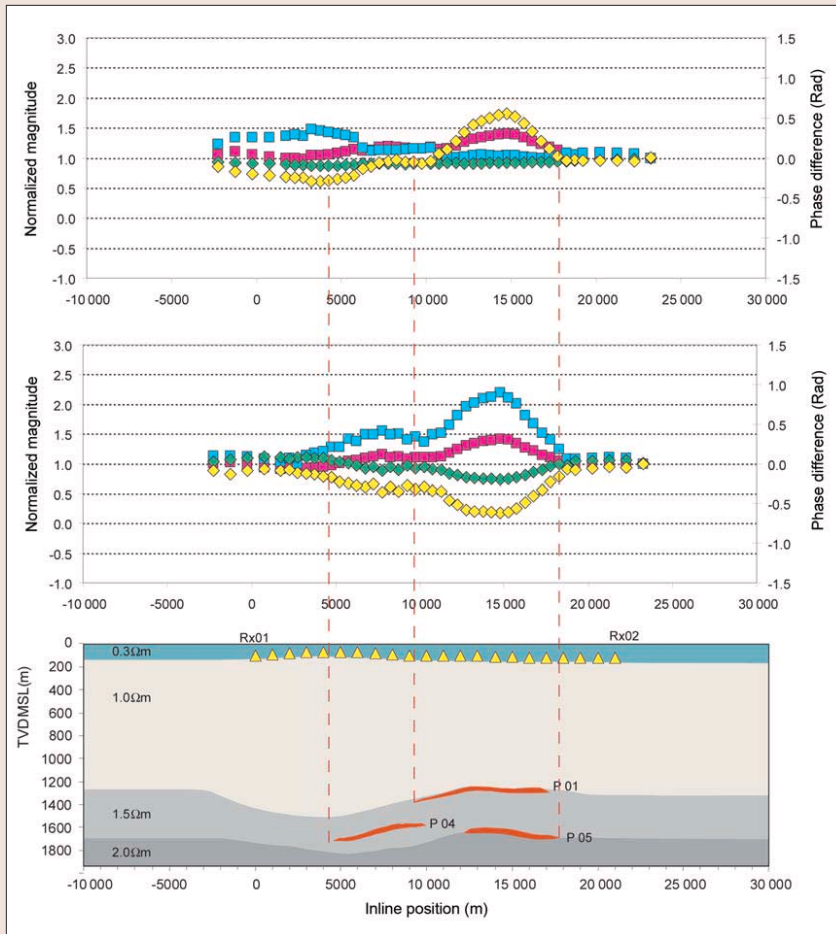 3.0 1.5
2.5 1.0
2.0 0.5
1.5
1.0 0.0
0.5 -0.5
0.0
-0.5 -1.0
-1.0 -1.5
Normalized magnitude
Phase difference (Rad)
-10 000 -5000 0 5000 10 000 15 000 20 000 25 000 30 000
3.0 1.5
2.5 1.0
2.0 0.5
1.5
1.0 0.0
0.5 -0.5
0.0
-0.5 -1.0
-1.0 -1.5
Normalized magnitude
Phase difference (Rad)
-10 000 -5000 0 5000 10 000 15 000 20 000 25 000 30 000
Rx01 Rx02
0 0.3Ωm
200
400 1.0Ωm
600
800
1000
1200 P 01
1400
1.5Ωm
1600 P 04 P 05
1800 2.0Ωm
TVDMSL(m)
-10 000 -5000 0 5000 10 000 15 000 20 000 25 000 30 000
Inline position (m)